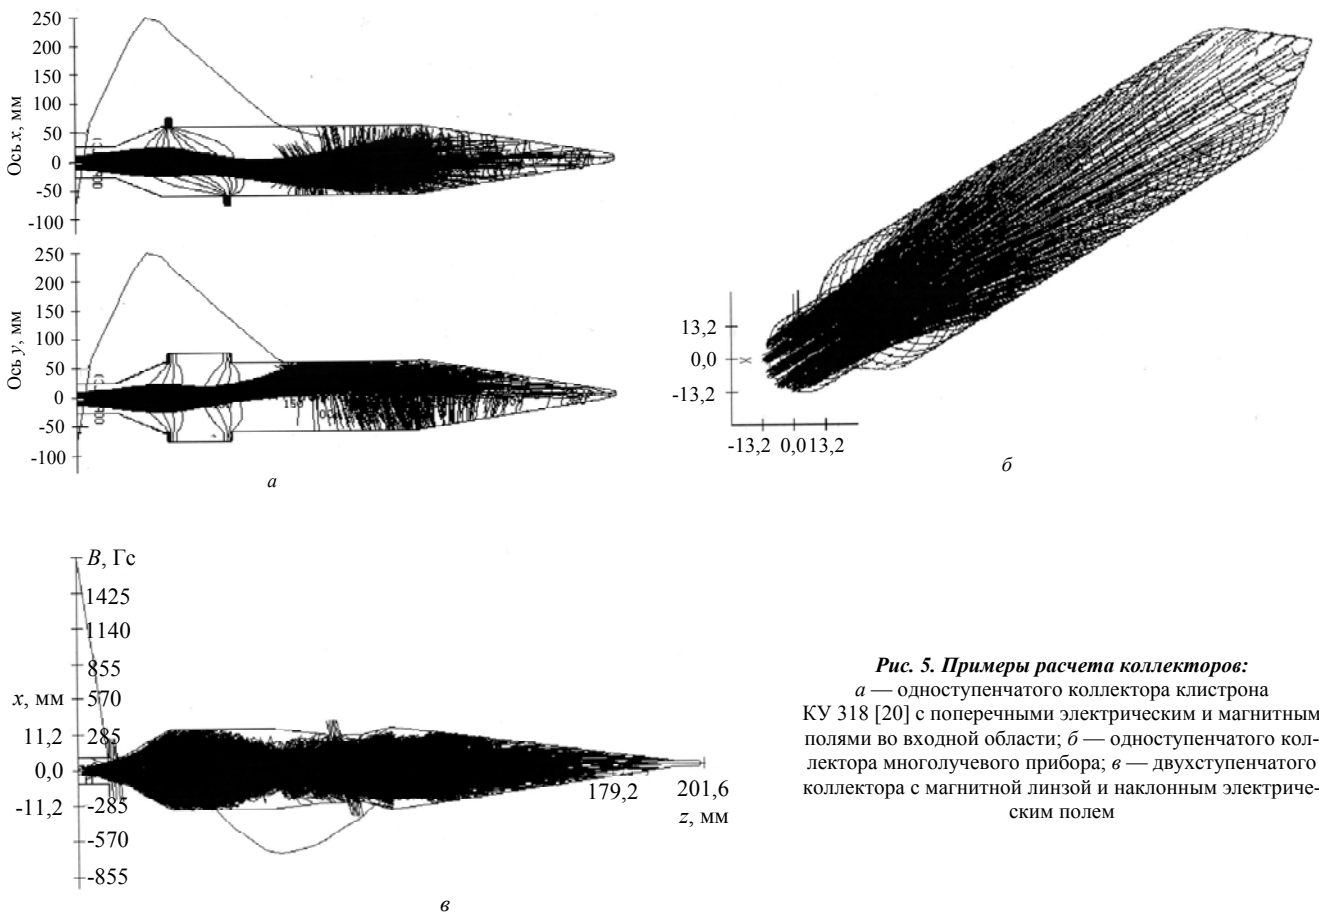 250
200
150
100
50
0
-50
-100
Ось x, мм
250
200
150
100
50
0
-50
-100
Ось y, мм
150
а
13,2
0,0
-13,2
X
-13,2 0,0 13,2
б
B, Гс
1425
1140
855
x, мм
570
11,2
285
0,0
-11,2
-285
-570
-855
179,2
201,6
z, мм
в
Рис. 5. Примеры расчета коллекторов:
а — одноступенчатого коллектора клистрона
КУ 318 [20] с поперечными электрическим и магнитным
полями во входной области; б — одноступенчатого кол-
лектора многолучевого прибора; в — двухступенчатого
коллектора с магнитной линзой и наклонным электриче-
ским полем